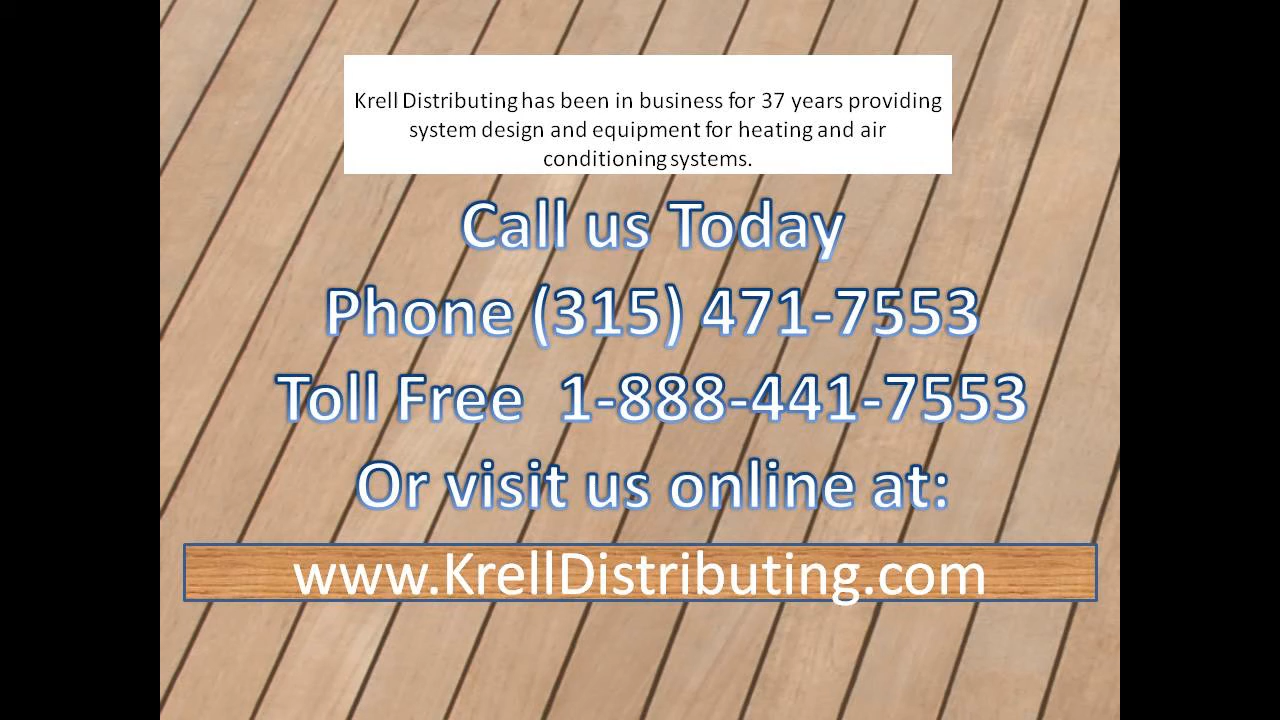 Krell Distributing has been in business for 37 years providing
system design and equipment for heating and air
conditioning systems.
Call us Today
Phone (315) 471-7553
Toll Free 1-888-441-7553
Or visit us online at:
www.KrellDistributing.com